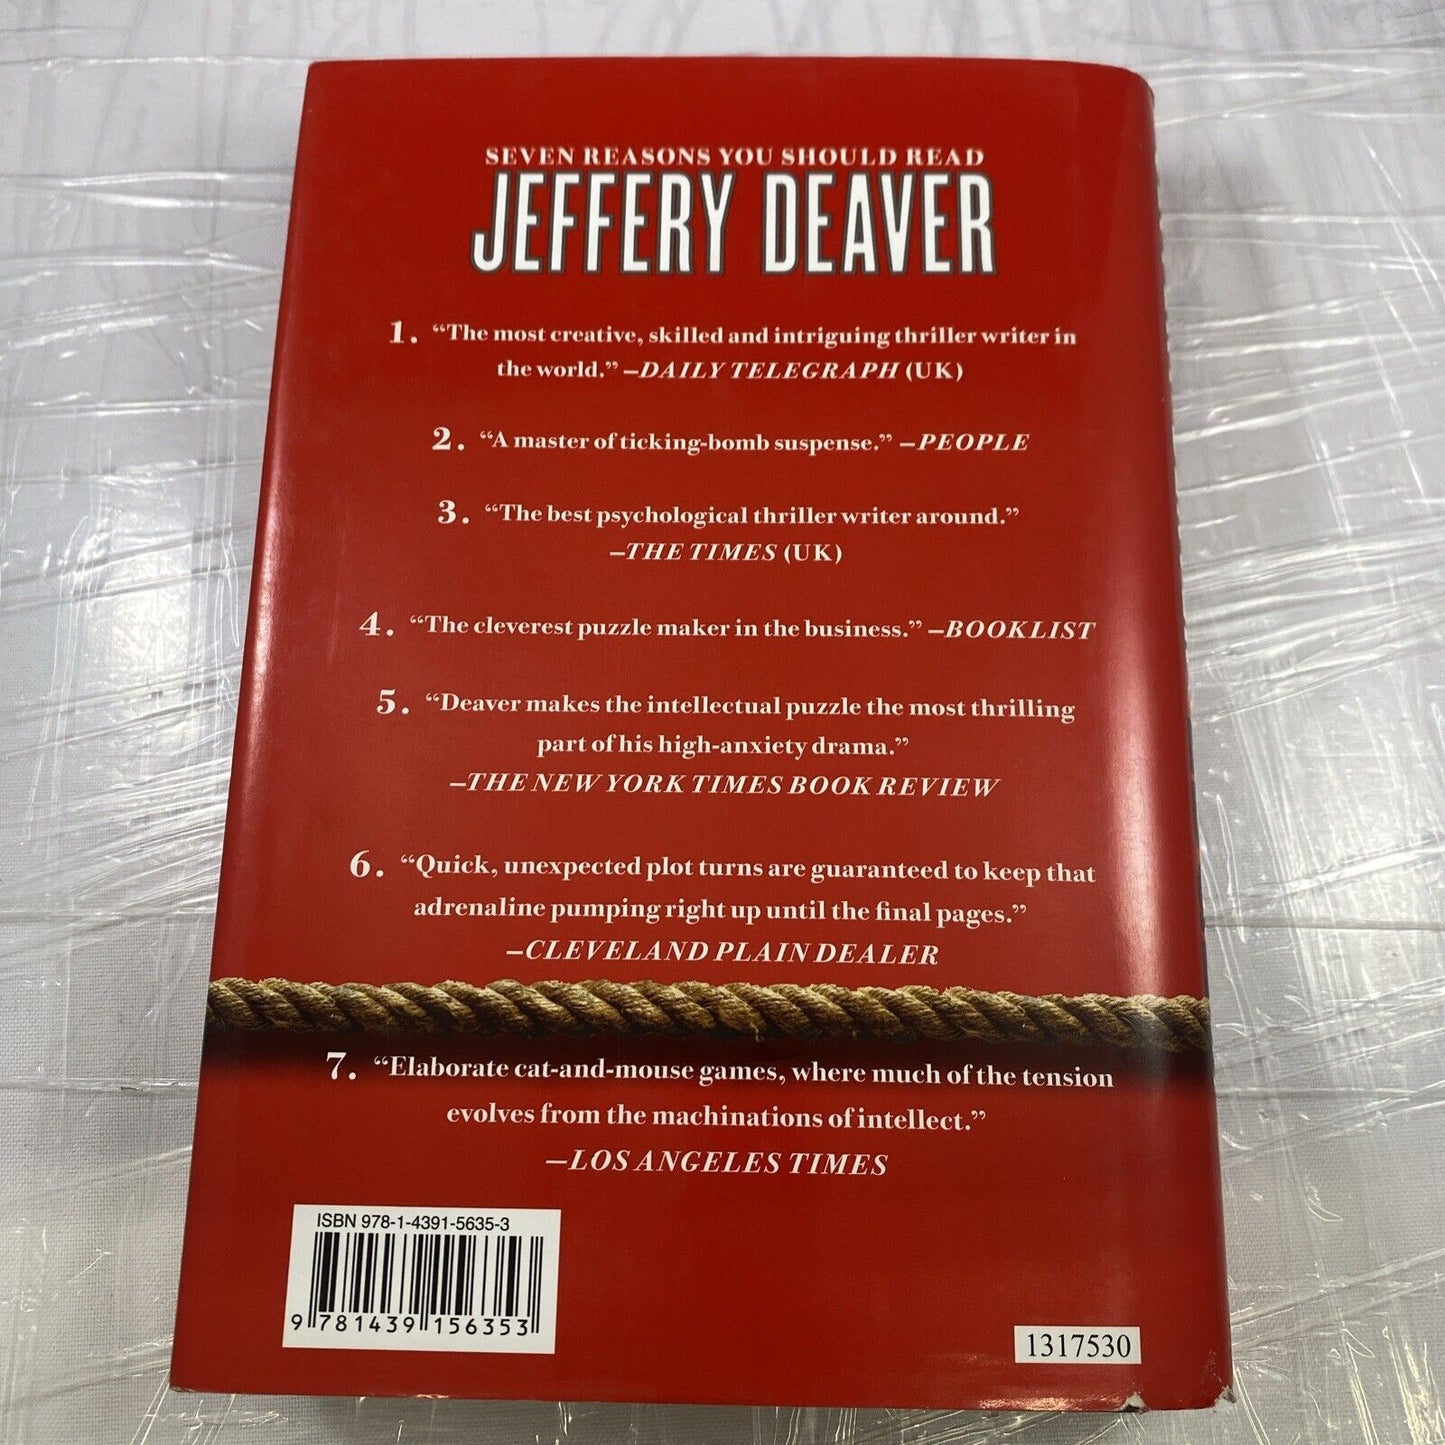 SEVEN REASONS YOU SHOULD READ
JEFFERY DEAVER
1. “The most creative, skilled and intriguing thriller writer in
the world.” –DAILY TELEGRAPH (UK)
2. “A master of ticking-bomb suspense.” –PEOPLE
3. “The best psychological thriller writer around.”
–THE TIMES (UK)
4. “The cleverest puzzle maker in the business.” –BOOKLIST
5. “Deaver makes the intellectual puzzle the most thrilling
part of his high-anxiety drama.”
–THE NEW YORK TIMES BOOK REVIEW
6. “Quick, unexpected plot turns are guaranteed to keep that
adrenaline pumping right up until the final pages.”
–CLEVELAND PLAIN DEALER
7. “Elaborate cat-and-mouse games, where much of the tension
evolves from the machinations of intellect.”
–LOS ANGELES TIMES
ISBN 978-1-4391-5635-3
9 781439 156353
1317530